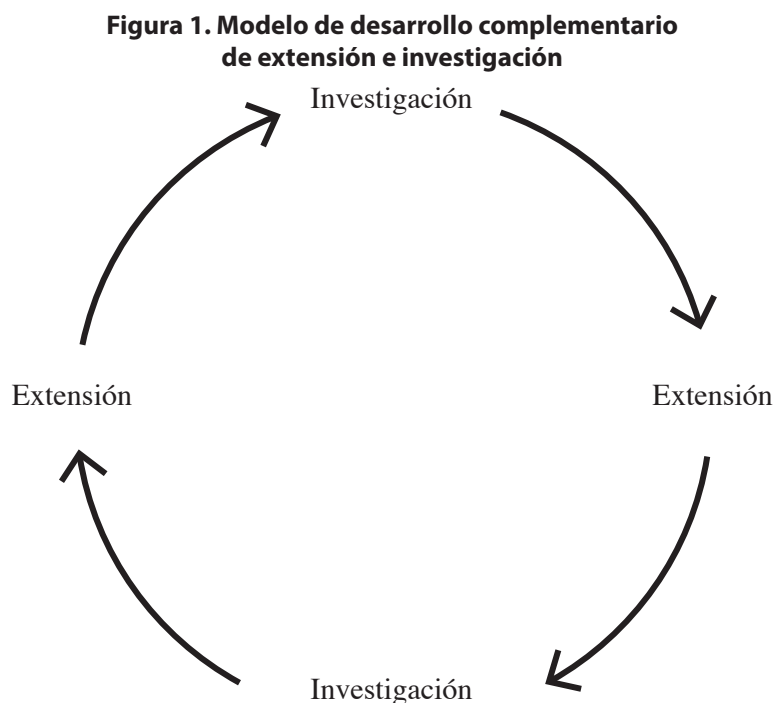 Figura 1. Modelo de desarrollo complementario
de extensión e investigación
Investigación
Extensión
Extensión
Investigación